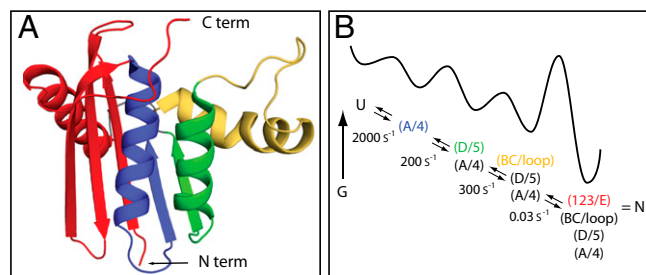 A
C term
N term
B
U
(A/4)
2000 s⁻¹
(D/5)
(A/4)
200 s⁻¹
(BC/loop)
(D/5)
(A/4)
300 s⁻¹
(123/E) = N
(BC/loop)
(D/5)
(A/4)
0.03 s⁻¹
G